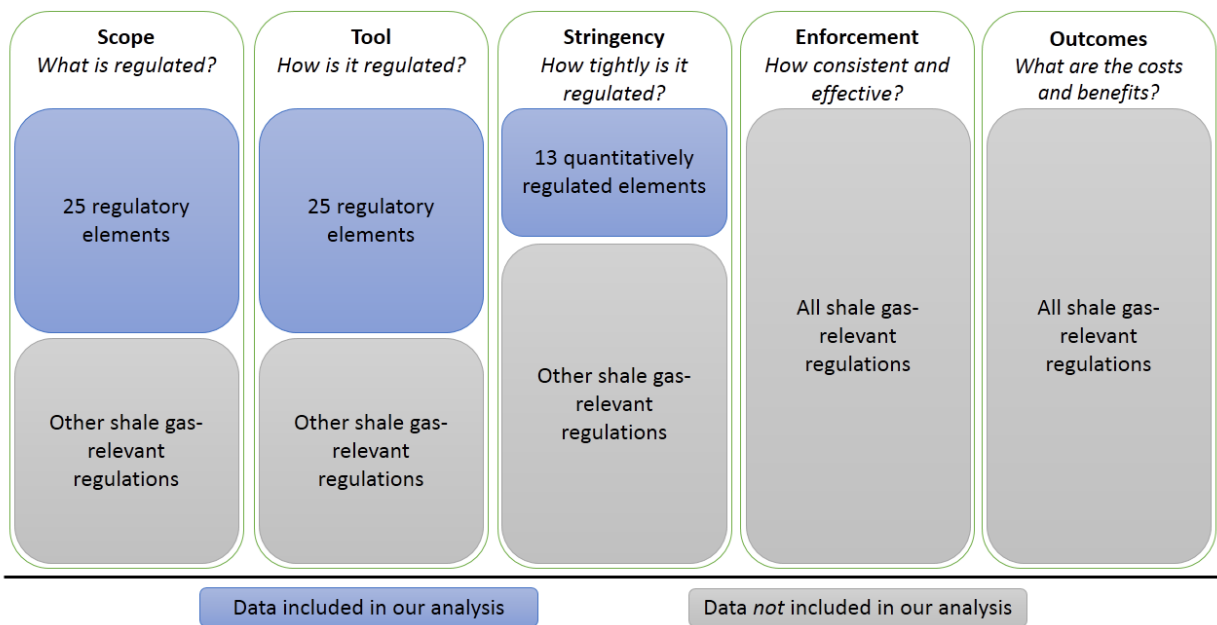 Scope
What is regulated?
25 regulatory
elements
Other shale gas-
relevant
regulations
Tool
How is it regulated?
25 regulatory
elements
Other shale gas-
relevant
regulations
Stringency
How tightly is it
regulated?
13 quantitatively
regulated elements
Other shale gas-
relevant
regulations
Enforcement
How consistent and
effective?
All shale gas-
relevant
regulations
Outcomes
What are the costs
and benefits?
All shale gas-
relevant
regulations
Data included in our analysis
Data not included in our analysis